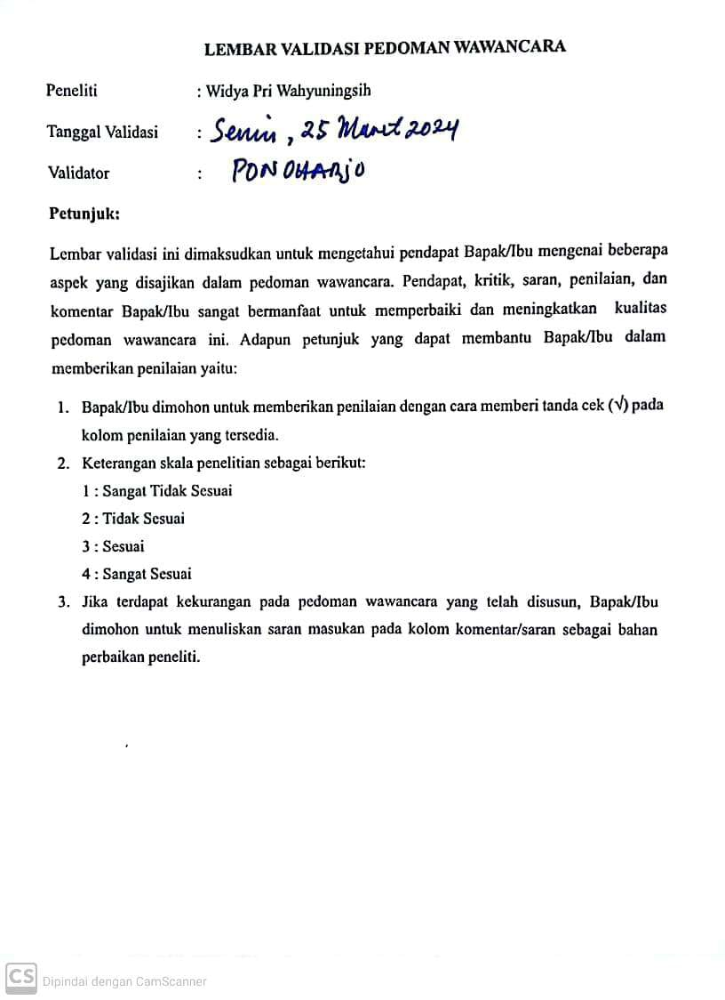 LEMBAR VALIDASI PEDOMAN WAWANCARA
Peneliti : Widya Pri Wahyuningsih
Tanggal Validasi : Senin, 25 Maret 2024
Validator : PONOHARJO
Petunjuk:
Lembar validasi ini dimaksudkan untuk mengetahui pendapat Bapak/Ibu mengenai beberapa
aspek yang disajikan dalam pedoman wawancara. Pendapat, kritik, saran, penilaian, dan
komentar Bapak/Ibu sangat bermanfaat untuk memperbaiki dan meningkatkan kualitas
pedoman wawancara ini. Adapun petunjuk yang dapat membantu Bapak/Ibu dalam
memberikan penilaian yaitu:
1. Bapak/Ibu dimohon untuk memberikan penilaian dengan cara memberi tanda cek (√) pada
kolom penilaian yang tersedia.
2. Keterangan skala penelitian sebagai berikut:
1 : Sangat Tidak Sesuai
2 : Tidak Sesuai
3 : Sesuai
4 : Sangat Sesuai
3. Jika terdapat kekurangan pada pedoman wawancara yang telah disusun, Bapak/Ibu
dimohon untuk menuliskan saran masukan pada kolom komentar/saran sebagai bahan
perbaikan peneliti.
CS Dipindai dengan CamScanner